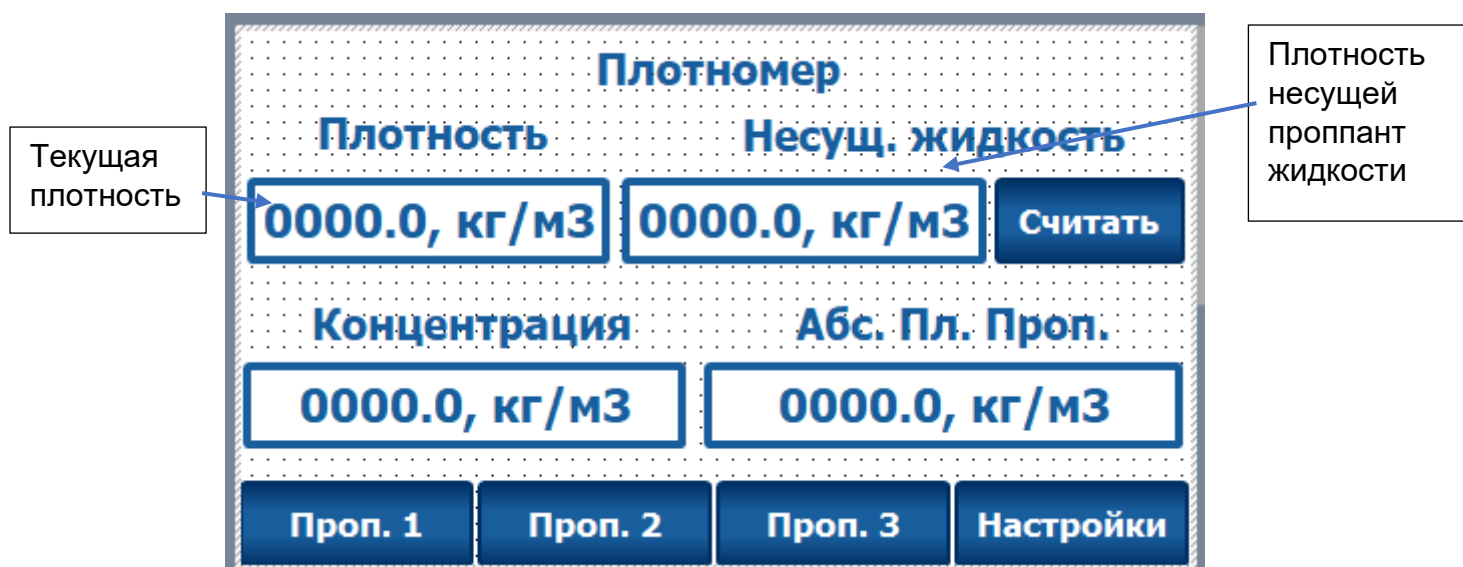 Плотномер
Плотность
Несущ. жидкость
0000.0, кг/м3
0000.0, кг/м3
Считать
Концентрация
Абс. Пл. Проп.
0000.0, кг/м3
0000.0, кг/м3
Проп. 1
Проп. 2
Проп. 3
Настройки
Текущая
плотность
Плотность
несущей
проппант
жидкости